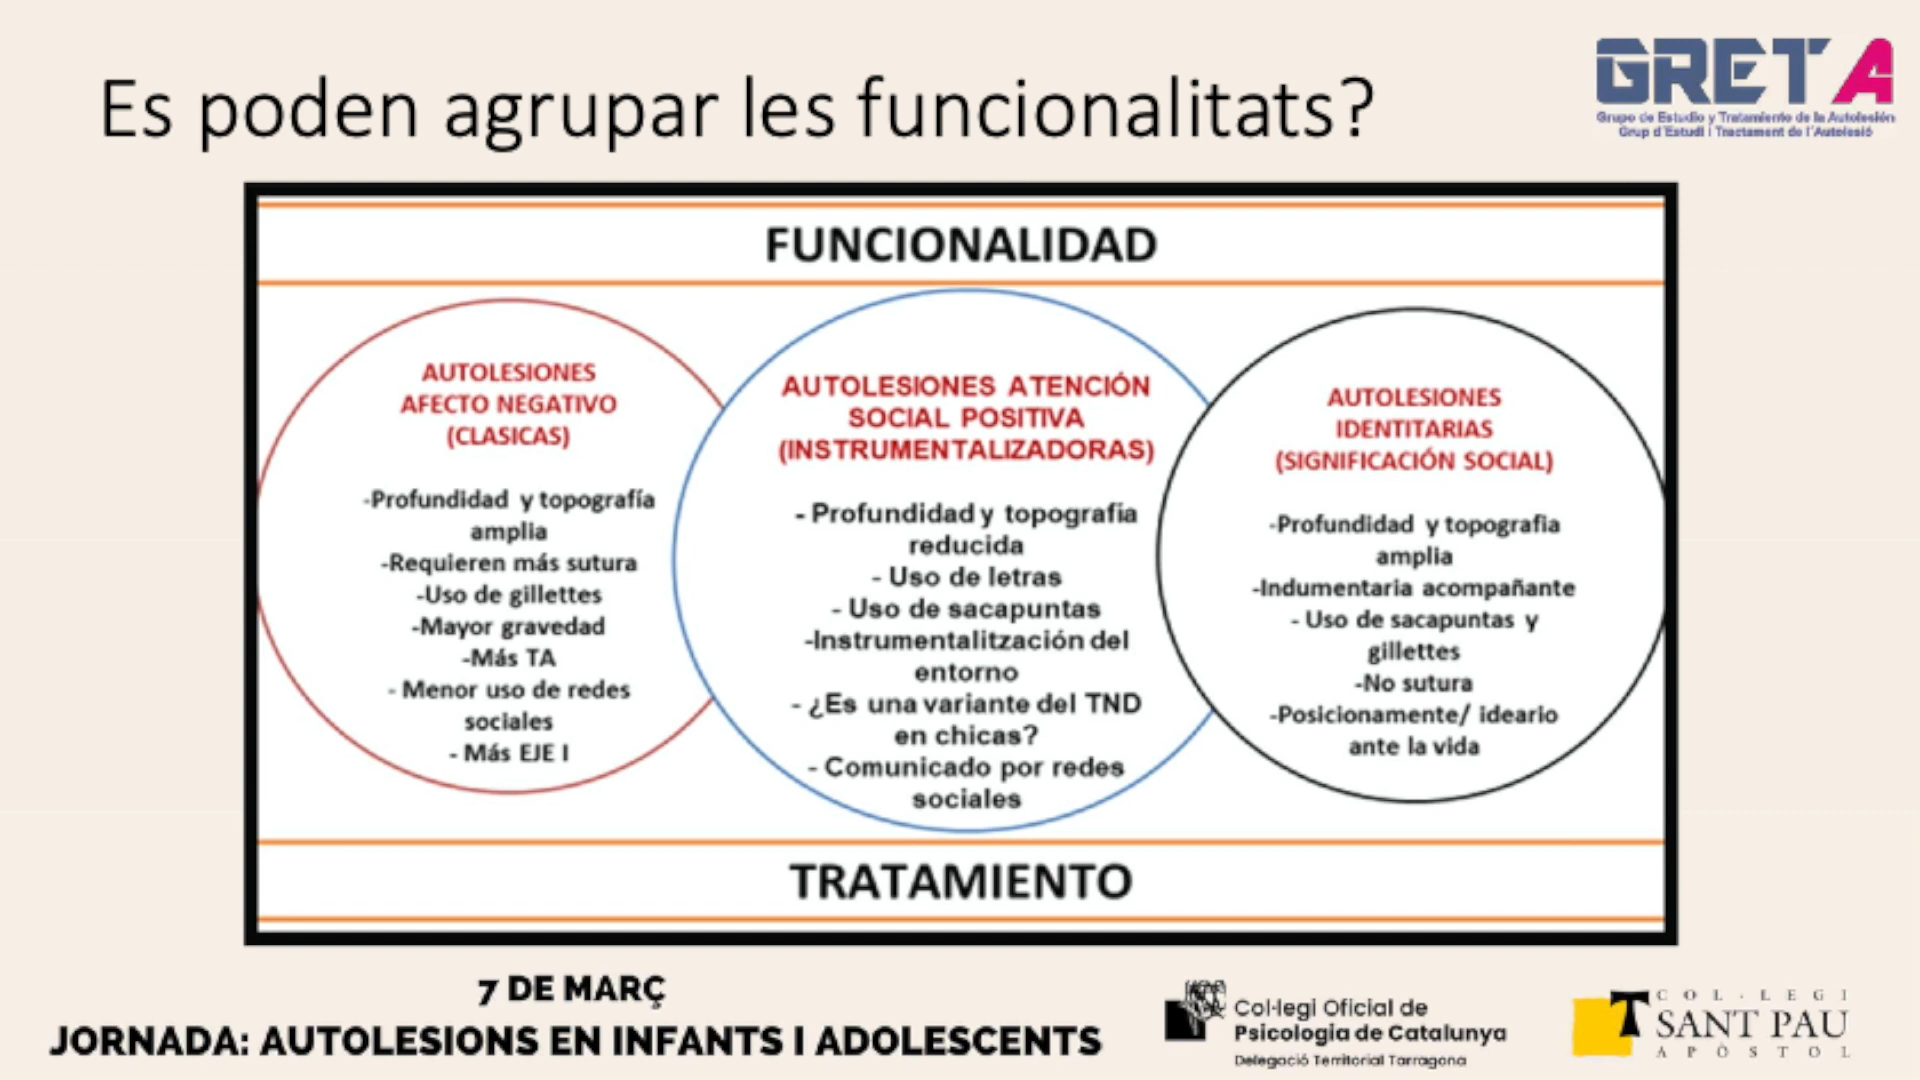 Es poden agrupar les funcionalitats?
GRETA
Grupo de Estudio y Tratamiento de la Autolesión
Grup d'Estudi i Tractament de l'Autolesió
FUNCIONALIDAD
AUTOLESIONES
AFECTO NEGATIVO
(CLASICAS)
-Profundidad y topografía
amplia
-Requieren más sutura
-Uso de gillettes
-Mayor gravedad
-Más TA
- Menor uso de redes
sociales
- Más EJE I
AUTOLESIONES ATENCIÓN
SOCIAL POSITIVA
(INSTRUMENTALIZADORAS)
- Profundidad y topografia
reducida
- Uso de letras
- Uso de sacapuntas
-Instrumentalitzación del
entorno
- ¿Es una variante del TND
en chicas?
- Comunicado por redes
sociales
AUTOLESIONES
IDENTITARIAS
(SIGNIFICACIÓN SOCIAL)
-Profundidad y topografia
amplia
-Indumentaria acompañante
- Uso de sacapuntas y
gillettes
-No sutura
-Posicionamente/ ideario
ante la vida
TRATAMIENTO
7 DE MARÇ
JORNADA: AUTOLESIONS EN INFANTS I ADOLESCENTS
Col·legi Oficial de
Psicologia de Catalunya
Delegació Territorial Tarragona
COL·LEGI
SANT PAU
APÒSTOL